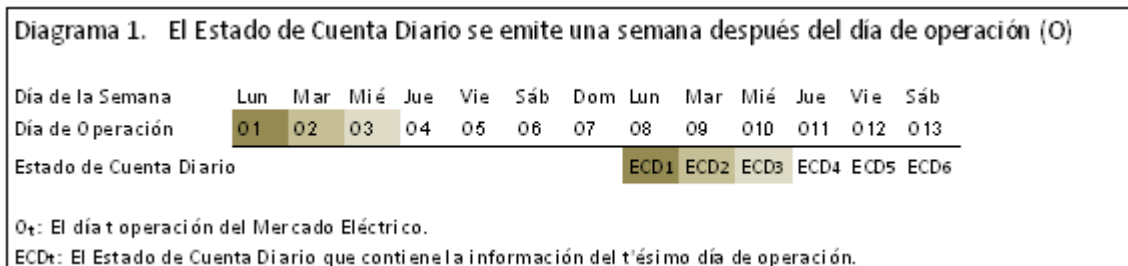 Diagrama 1. El Estado de Cuenta Diario se emite una semana después del día de operación (O)
Día de la Semana Lun Mar Mié Jue Vie Sáb Dom Lun Mar Mié Jue Vie Sáb
Día de Operación O1 O2 O3 O4 O5 O6 O7 O8 O9 O10 O11 O12 O13
Estado de Cuenta Diario ECD1 ECD2 ECD3 ECD4 ECD5 ECD6
Ot: El día t operación del Mercado Eléctrico.
ECDt: El Estado de Cuenta Diario que contiene la información del t'ésimo día de operación.